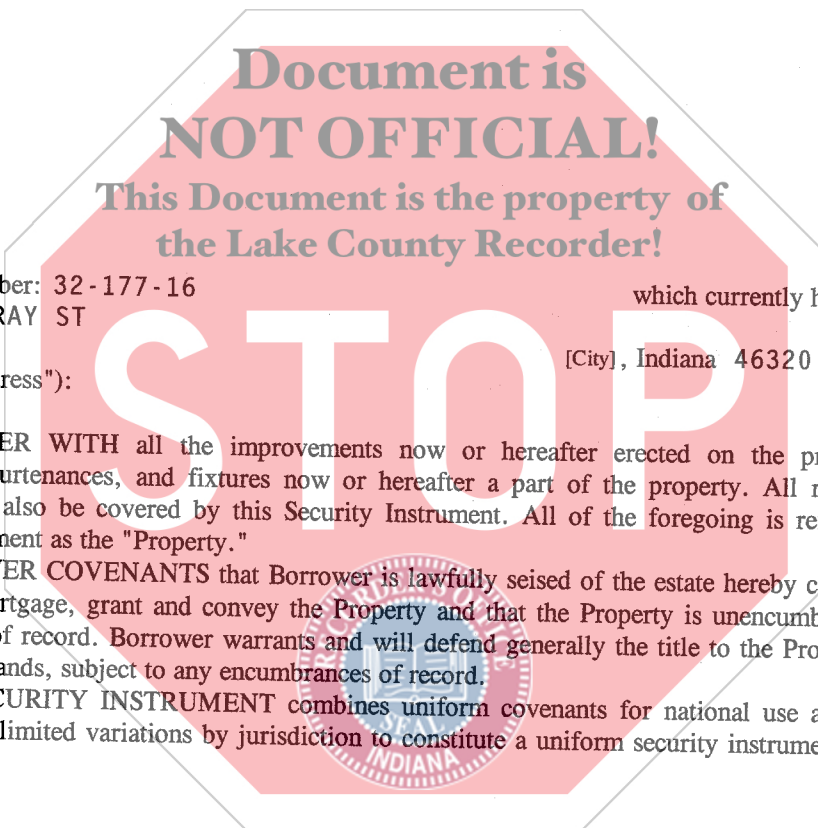 Document is
NOT OFFICIAL!
This Document is the property of
the Lake County Recorder!
ber: 32-177-16
which currently h
RAY ST
[City], Indiana 46320
ress"):
STOP
ER WITH all the improvements now or hereafter erected on the pr
urtenances, and fixtures now or hereafter a part of the property. All r
also be covered by this Security Instrument. All of the foregoing is re
ment as the "Property."
ER COVENANTS that Borrower is lawfully seised of the estate hereby c
rtgage, grant and convey the Property and that the Property is unencumb
of record. Borrower warrants and will defend generally the title to the Pro
ands, subject to any encumbrances of record.
CURITY INSTRUMENT combines uniform covenants for national use a
limited variations by jurisdiction to constitute a uniform security instrume
RECORDER'S OFFICE
SEAL
INDIANA